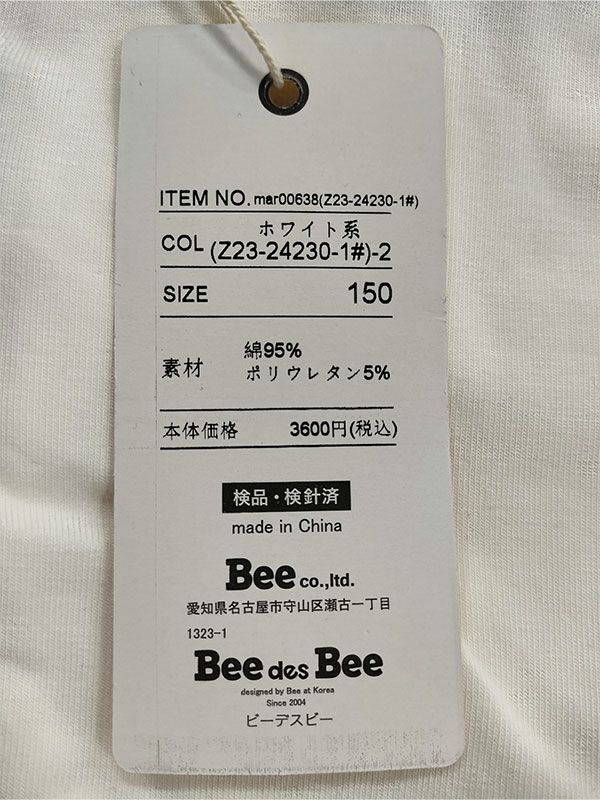 ITEM NO. mar00638(Z23-24230-1#)
ホワイト系
COL (Z23-24230-1#)-2
SIZE 150
綿95%
素材 ポリウレタン5%
本体価格 3600円(税込)
検品・検針済
made in China
Bee co.,ltd.
愛知県名古屋市守山区瀬古一丁目
1323-1
Bee des Bee
designed by Bee at Korea
Since 2004
ビーデスビー